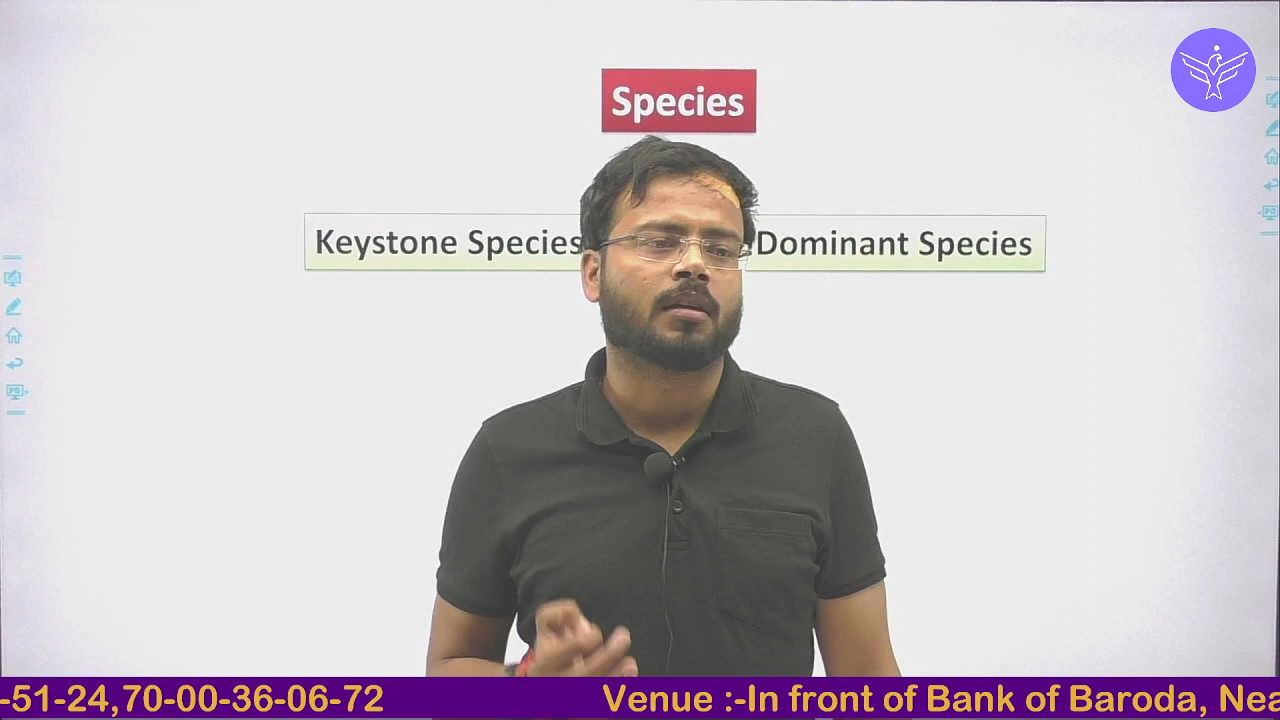 Species
Keystone Species
Dominant Species
-51-24,70-00-36-06-72
Venue :-In front of Bank of Baroda, Nea